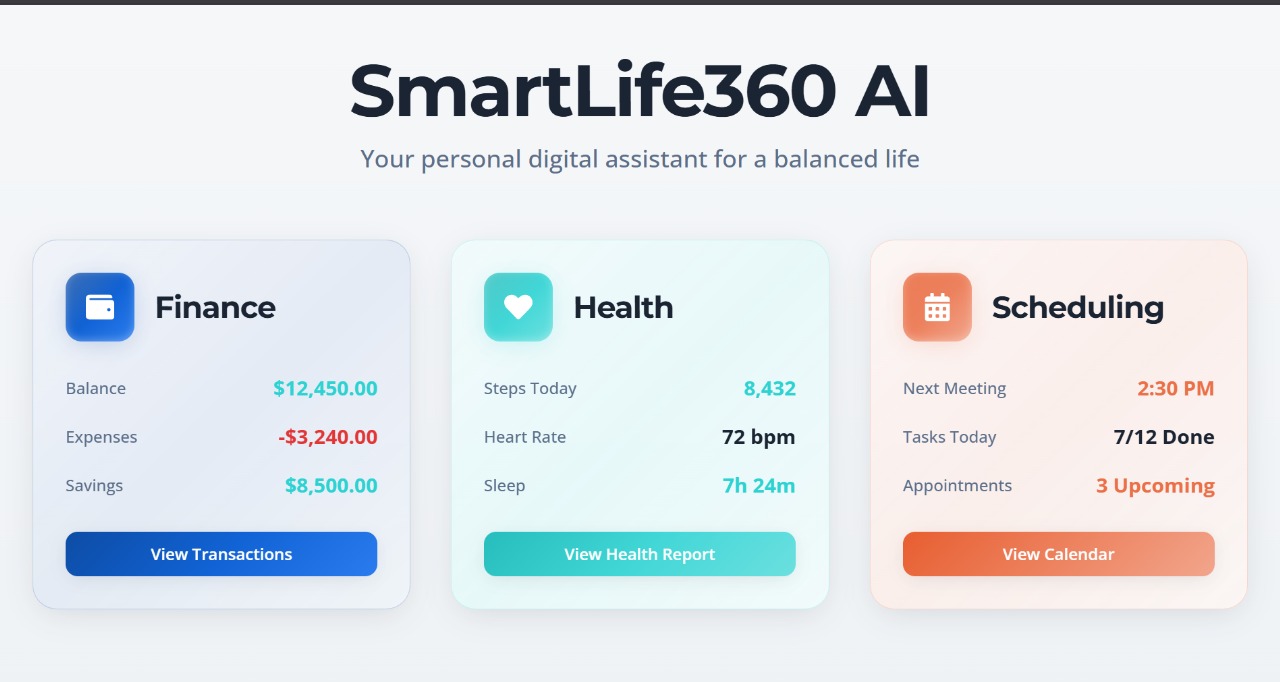 SmartLife360 AI
Your personal digital assistant for a balanced life
Finance
Balance $12,450.00
Expenses -$3,240.00
Savings $8,500.00
View Transactions
Health
Steps Today 8,432
Heart Rate 72 bpm
Sleep 7h 24m
View Health Report
Scheduling
Next Meeting 2:30 PM
Tasks Today 7/12 Done
Appointments 3 Upcoming
View Calendar